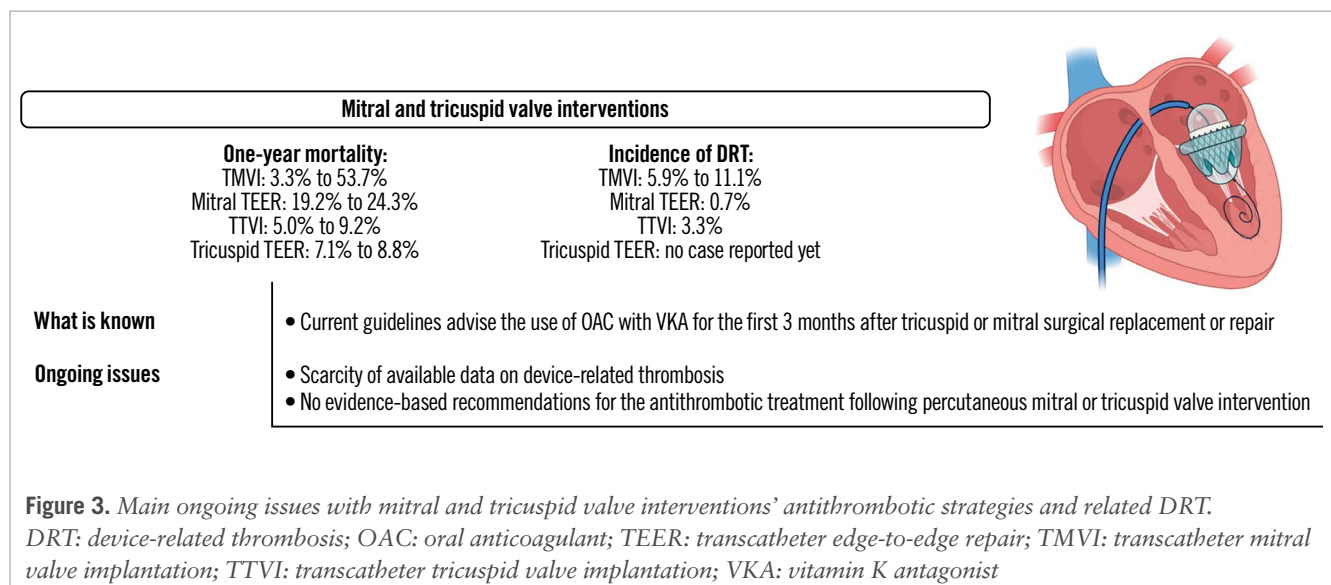 Mitral and tricuspid valve interventions
One-year mortality:
TMVI: 3.3% to 53.7%
Mitral TEER: 19.2% to 24.3%
TTVI: 5.0% to 9.2%
Tricuspid TEER: 7.1% to 8.8%
Incidence of DRT:
TMVI: 5.9% to 11.1%
Mitral TEER: 0.7%
TTVI: 3.3%
Tricuspid TEER: no case reported yet
What is known
• Current guidelines advise the use of OAC with VKA for the first 3 months after tricuspid or mitral surgical replacement or repair
Ongoing issues
• Scarcity of available data on device-related thrombosis
• No evidence-based recommendations for the antithrombotic treatment following percutaneous mitral or tricuspid valve intervention
Figure 3. Main ongoing issues with mitral and tricuspid valve interventions’ antithrombotic strategies and related DRT.
DRT: device-related thrombosis; OAC: oral anticoagulant; TEER: transcatheter edge-to-edge repair; TMVI: transcatheter mitral
valve implantation; TTVI: transcatheter tricuspid valve implantation; VKA: vitamin K antagonist